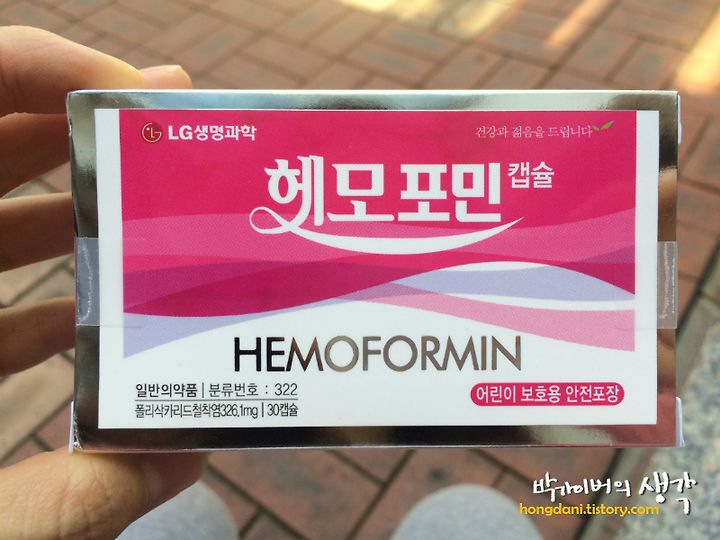 LG생명과학
건강과 젊음을 드립니다
헤모포민 캡슐
HEMOFORMIN
일반의약품 | 분류번호 : 322
폴리삭카리드철착염326.1mg | 30캡슐
어린이 보호용 안전포장
박가이버의 생각
hongdani.tistory.com